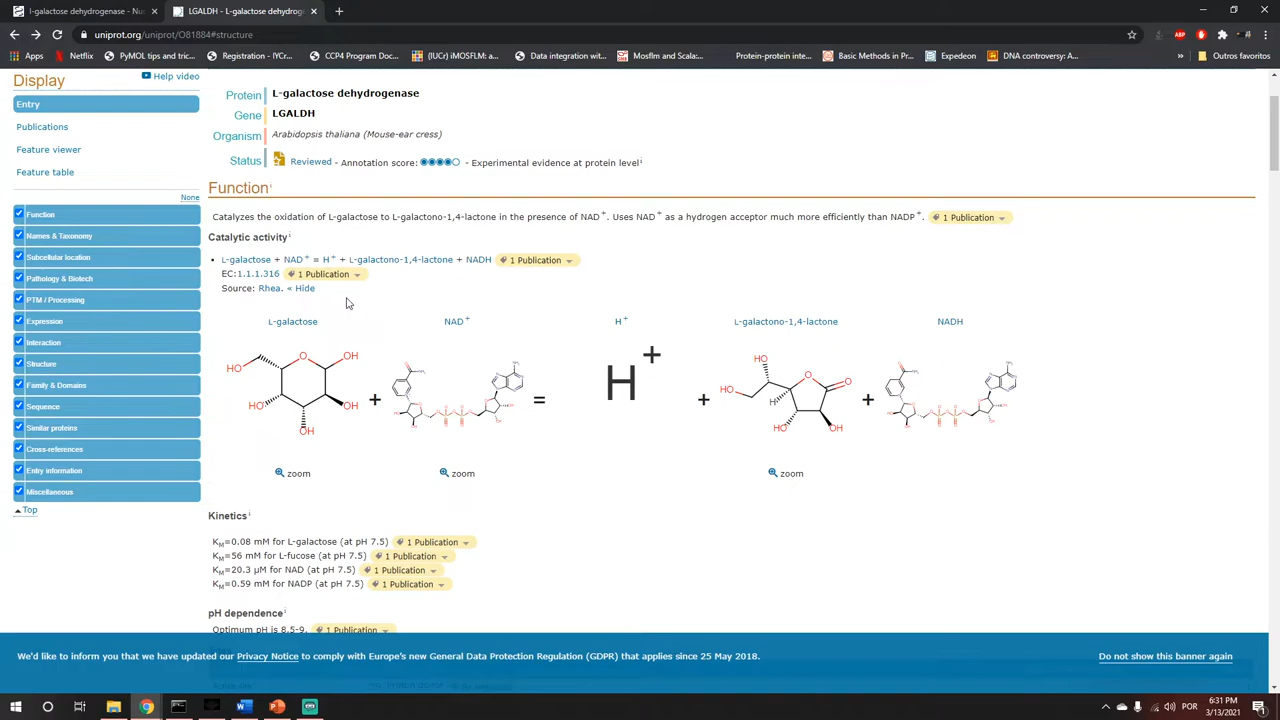 l-galactose dehydrogenase - Nu
LGALDH - L-galactose dehydrog
uniprot.org/uniprot/O81884#structure
Apps
Netflix
PyMOL tips and tric...
Registration - IYCr...
CCP4 Program Doc...
(IUCr) iMOSFLM:...
Data integration wi...
Mosflm and Scala:...
Protein-protein inte...
Basic Methods in Pr...
Expedeon
DNA controversy: A...
Outros favoritos
Display
Help video
Entry
Publications
Feature viewer
Feature table
None
Function
Names & Taxonomy
Subcellular location
Pathology & Biotech
PTM / Processing
Expression
Interaction
Structure
Family & Domains
Sequence
Similar proteins
Cross-references
Entry information
Miscellaneous
Top
Protein L-galactose dehydrogenase
Gene LGALDH
Organism Arabidopsis thaliana (Mouse-ear cress)
Status Reviewed - Annotation score: - Experimental evidence at protein level i
Function i
Catalyzes the oxidation of L-galactose to L-galactono-1,4-lactone in the presence of NAD+. Uses NAD+ as a hydrogen acceptor much more efficiently than NADP+. 1 Publication
Catalytic activity i
L-galactose + NAD+ = H+ + L-galactono-1,4-lactone + NADH 1 Publication
EC:1.1.1.316 1 Publication
Source: Rhea. « Hide
L-galactose NAD+ H+ L-galactono-1,4-lactone NADH
HO O OH
HO OH
OH
+
=
H+
+
HO
HO O O
H
OH OH
+
zoom zoom zoom
Kinetics i
KM=0.08 mM for L-galactose (at pH 7.5) 1 Publication
KM=56 mM for L-fucose (at pH 7.5) 1 Publication
KM=20.3 µM for NAD (at pH 7.5) 1 Publication
KM=0.59 mM for NADP (at pH 7.5) 1 Publication
pH dependence i
Optimum pH is 8.5-9. 1 Publication
We'd like to inform you that we have updated our Privacy Notice to comply with Europe's new General Data Protection Regulation (GDPR) that applies since 25 May 2018.
Do not show this banner again
POR
6:31 PM
3/13/2021